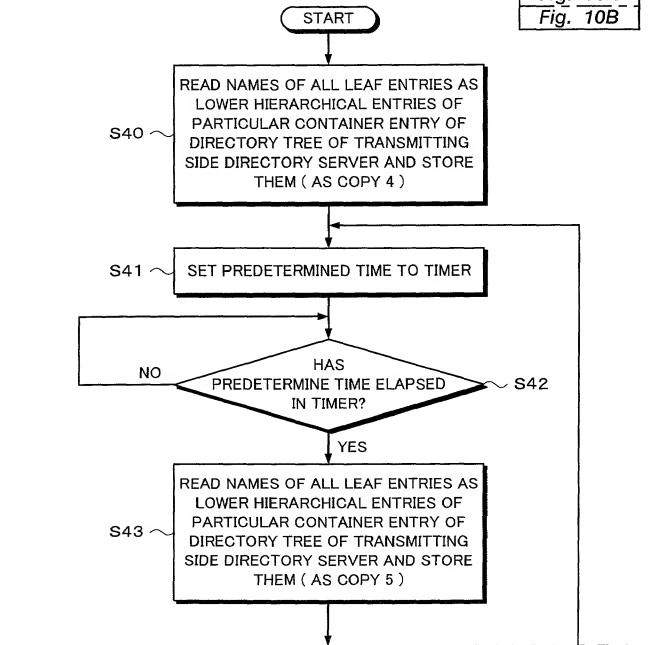 START
Fig. 10B
READ NAMES OF ALL LEAF ENTRIES AS
LOWER HIERARCHICAL ENTRIES OF
PARTICULAR CONTAINER ENTRY OF
DIRECTORY TREE OF TRANSMITTING
SIDE DIRECTORY SERVER AND STORE
THEM ( AS COPY 4 )
S40
S41
SET PREDETERMINED TIME TO TIMER
NO
HAS
PREDETERMINE TIME ELAPSED
IN TIMER?
S42
YES
READ NAMES OF ALL LEAF ENTRIES AS
LOWER HIERARCHICAL ENTRIES OF
PARTICULAR CONTAINER ENTRY OF
DIRECTORY TREE OF TRANSMITTING
SIDE DIRECTORY SERVER AND STORE
THEM ( AS COPY 5 )
S43